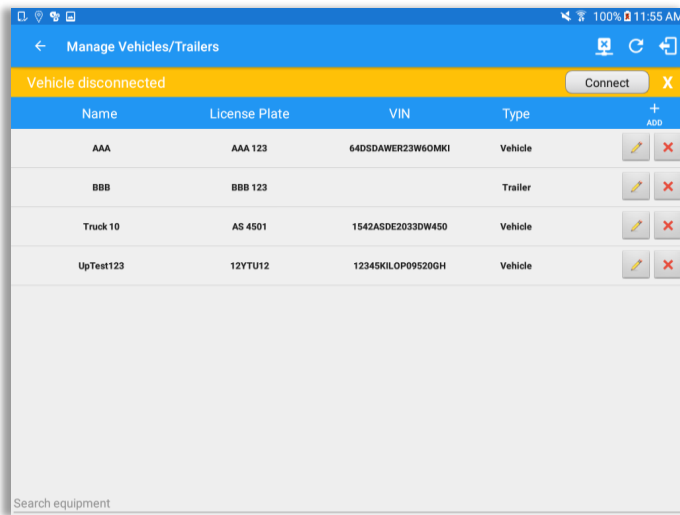 100% 11:55 AM
Manage Vehicles/Trailers
Vehicle disconnected Connect X
Name License Plate VIN Type + ADD
AAA AAA 123 64DSDAWER23W6OMKI Vehicle
BBB BBB 123 Trailer
Truck 10 AS 4501 1542ASDE2033DW450 Vehicle
UpTest123 12YTU12 12345KILOP09520GH Vehicle
Search equipment